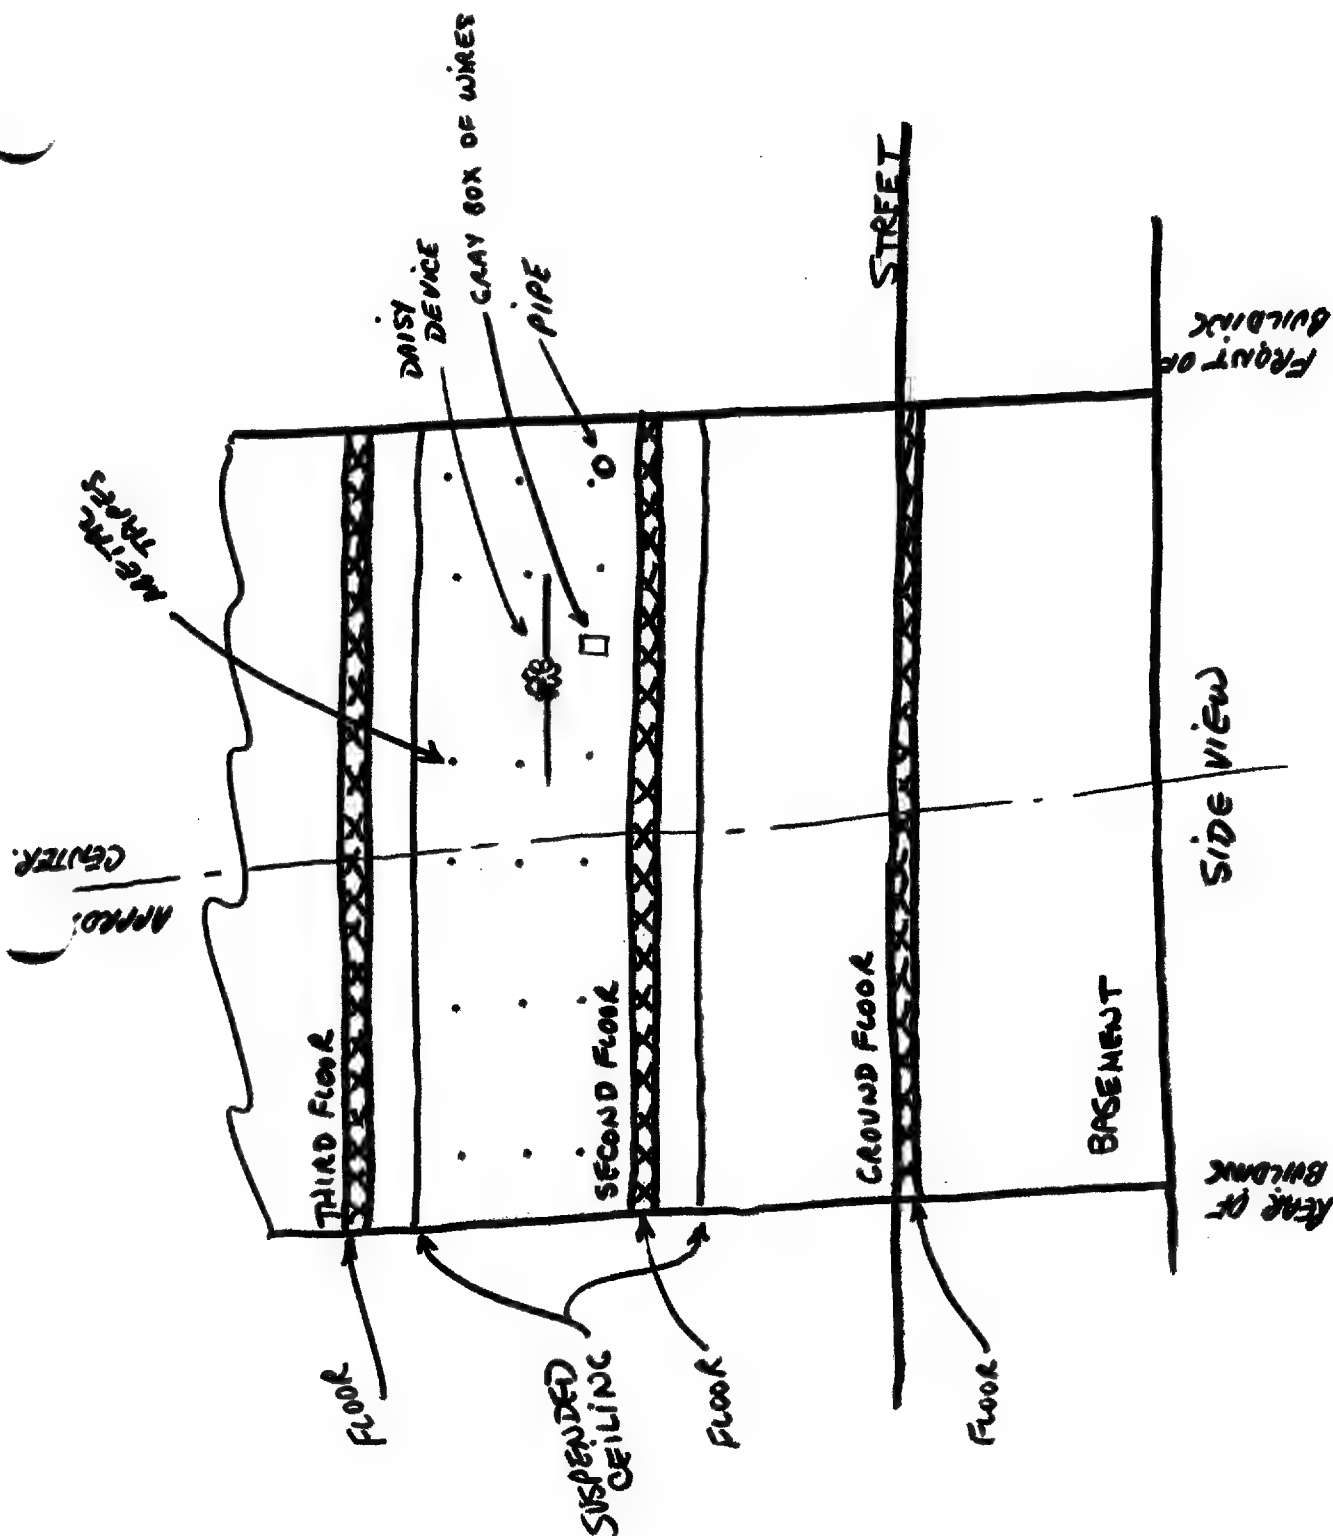 APPRO.
CENTER.
METAL
TAPES
DAISY
DEVICE
GRAY BOX OF WIRES
PIPE
THIRD FLOOR
SECOND FLOOR
GROUND FLOOR
STREET
BASEMENT
FLOOR
SUSPENDED
CEILING
FLOOR
FLOOR
REAR OF
BUILDING
FRONT OF
BUILDING
SIDE VIEW